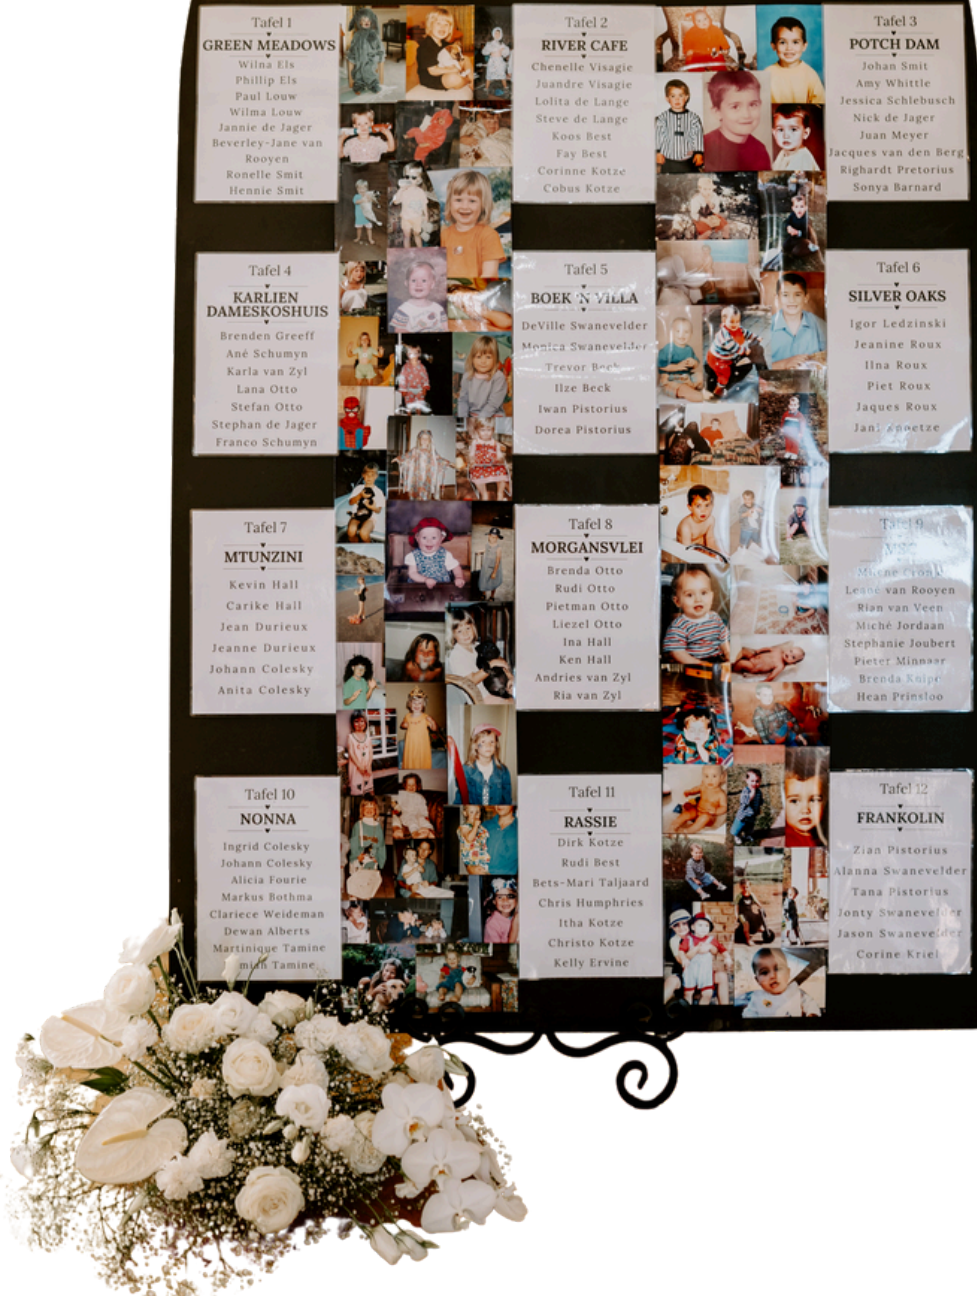 Tafel 1
GREEN MEADOWS
Wilna Els
Phillip Els
Paul Louw
Wilma Louw
Jannie de Jager
Beverley-Jane van
Rooyen
Ronelle Smit
Hennie Smit
Tafel 2
RIVER CAFE
Chenelle Visagie
Juandre Visagie
Lolita de Lange
Steve de Lange
Koos Best
Fay Best
Corinne Kotze
Cobus Kotze
Tafel 3
POTCH DAM
Johan Smit
Amy Whittle
Jessica Schlebusch
Nick de Jager
Juan Meyer
Jacques van den Berg
Righardt Pretorius
Sonya Barnard
Tafel 4
KARLIEN
DAMESKOSHUIS
Brenden Greeff
Ané Schumyn
Karla van Zyl
Lana Otto
Stefan Otto
Stephan de Jager
Franco Schumyn
Tafel 5
BOEK 'N VILLA
DeVille Swanevelder
Monica Swanevelder
Trevor Beck
Ilze Beck
Iwan Pistorius
Dorea Pistorius
Tafel 6
SILVER OAKS
Igor Ledzinski
Jeanine Roux
Ilna Roux
Piet Roux
Jaques Roux
Tafel 7
MTUNZINI
Kevin Hall
Carike Hall
Jean Durieux
Jeanne Durieux
Johann Colesky
Anita Colesky
Tafel 8
MORGANSVLEI
Brenda Otto
Rudi Otto
Pietman Otto
Liezel Otto
Ina Hall
Ken Hall
Andries van Zyl
Ria van Zyl
Tafel 9
Leané van Rooyen
Rian van Veen
Miché Jordaan
Stephanie Joubert
Pieter Minnaar
Brenda Knipe
Hean Prinsloo
Tafel 10
NONNA
Ingrid Colesky
Johann Colesky
Alicia Fourie
Markus Bothma
Clariece Weideman
Dewan Alberts
Martinique Tamine
Tamine
Tafel 11
RASSIE
Dirk Kotze
Rudi Best
Bets-Mari Taljaard
Chris Humphries
Itha Kotze
Christo Kotze
Kelly Ervine
Tafel 12
FRANKOLIN
Zian Pistorius
Alanna Swanevelder
Tana Pistorius
Jonty Swanevelder
Jason Swanevelder
Corine Kriel